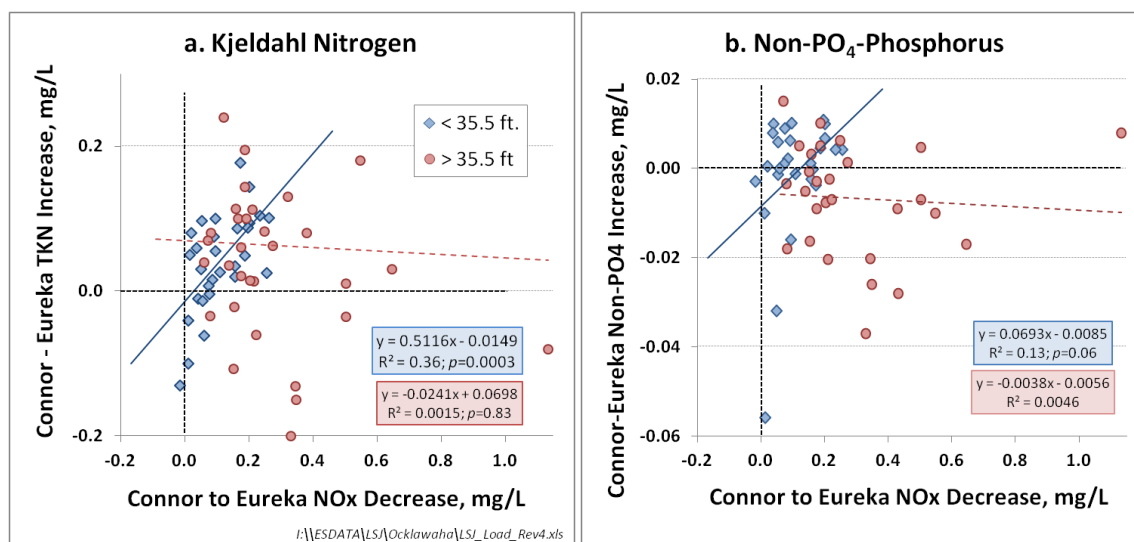 a. Kjeldahl Nitrogen
Connor - Eureka TKN Increase, mg/L
0.2
0.0
-0.2
< 35.5 ft.
> 35.5 ft
y = 0.5116x - 0.0149
R² = 0.36; p=0.0003
y = -0.0241x + 0.0698
R² = 0.0015; p=0.83
-0.2 0.0 0.2 0.4 0.6 0.8 1.0
Connor to Eureka NOx Decrease, mg/L
I:\\ESDATA\LSJ\Ocklawaha\LSJ_Load_Rev4.xls
b. Non-PO₄-Phosphorus
Connor-Eureka Non-PO4 Increase, mg/L
0.02
0.00
-0.02
-0.04
-0.06
y = 0.0693x - 0.0085
R² = 0.13; p=0.06
y = -0.0038x - 0.0056
R² = 0.0046
-0.2 0.0 0.2 0.4 0.6 0.8 1.0
Connor to Eureka NOx Decrease, mg/L